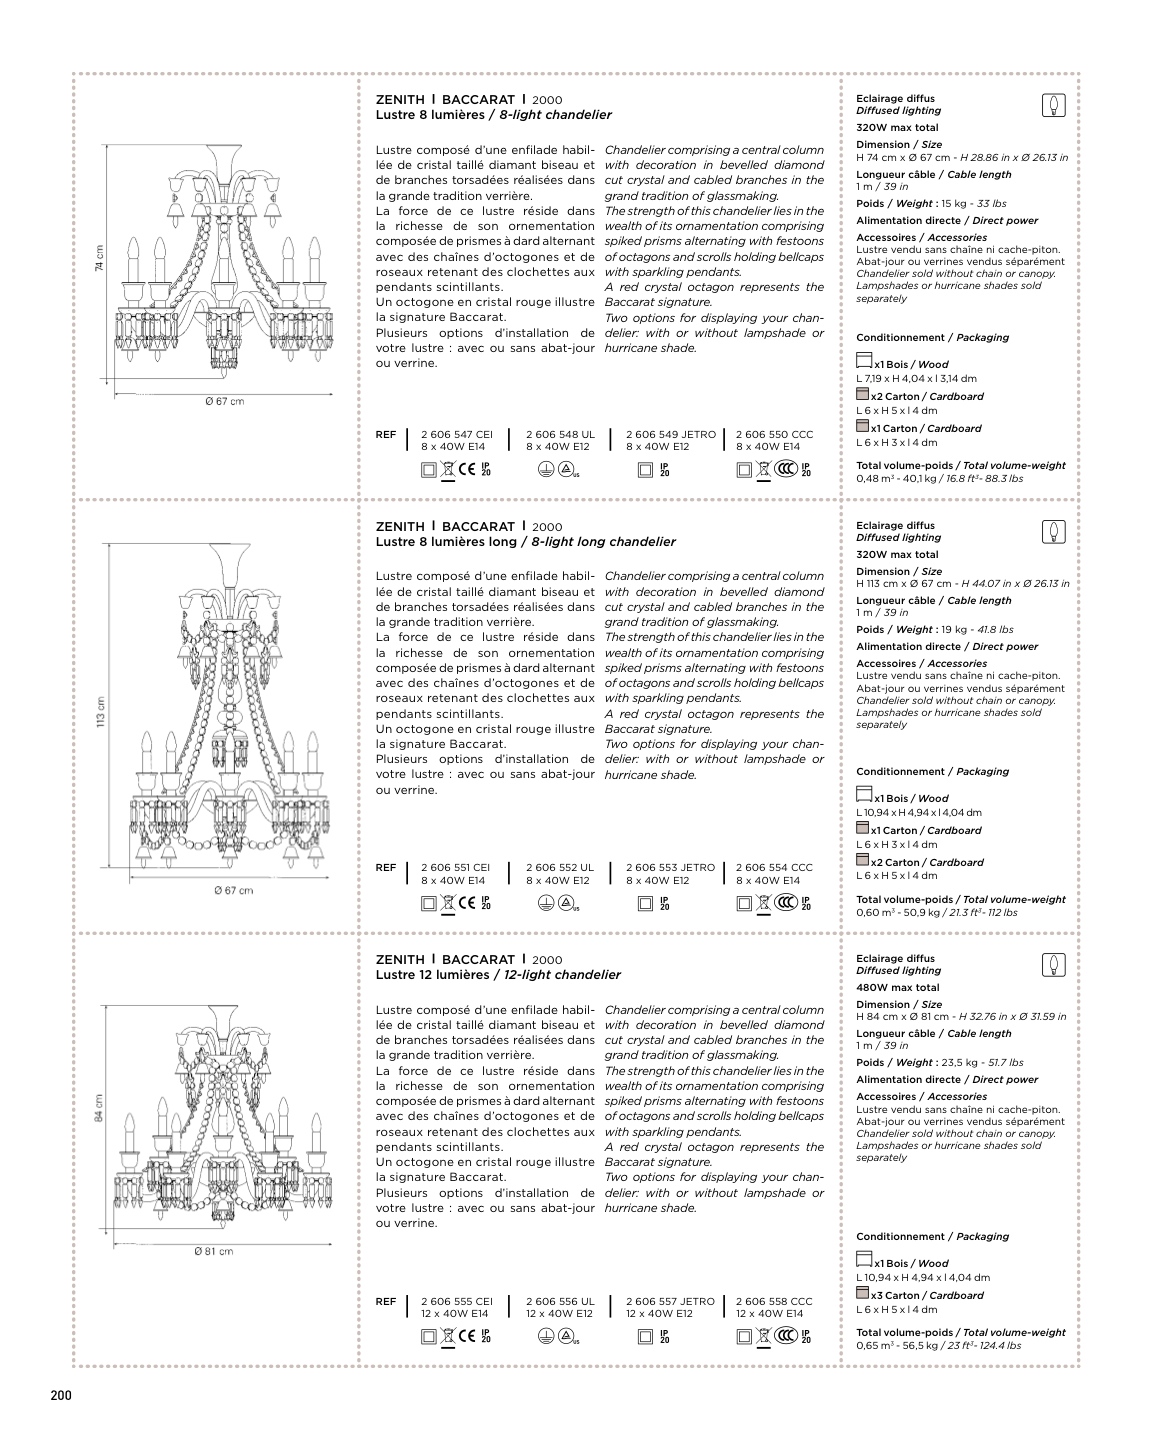 74 cm
Ø 67 cm
ZENITH | BACCARAT | 2000
Lustre 8 lumières / 8-light chandelier
Lustre composé d'une enfilade habil-
lée de cristal taillé diamant biseau et
de branches torsadées réalisées dans
la grande tradition verrière.
La force de ce lustre réside dans
la richesse de son ornementation
composée de prismes à dard alternant
avec des chaînes d'octogones et de
roseaux retenant des clochettes aux
pendants scintillants.
Un octogone en cristal rouge illustre
la signature Baccarat.
Plusieurs options d'installation de
votre lustre : avec ou sans abat-jour
ou verrine.
Chandelier comprising a central column
with decoration in bevelled diamond
cut crystal and cabled branches in the
grand tradition of glassmaking.
The strength of this chandelier lies in the
wealth of its ornamentation comprising
spiked prisms alternating with festoons
of octagons and scrolls holding bellcaps
with sparkling pendants.
A red crystal octagon represents the
Baccarat signature.
Two options for displaying your chan-
delier: with or without lampshade or
hurricane shade.
REF | 2 606 547 CEI | 2 606 548 UL | 2 606 549 JETRO | 2 606 550 CCC
8 x 40W E14 8 x 40W E12 8 x 40W E12 8 x 40W E14
CE IP 20 US IP 20 CCC IP 20
Eclairage diffus
Diffused lighting
320W max total
Dimension / Size
H 74 cm x Ø 67 cm - H 28.86 in x Ø 26.13 in
Longueur câble / Cable length
1 m / 39 in
Poids / Weight : 15 kg - 33 lbs
Alimentation directe / Direct power
Accessoires / Accessories
Lustre vendu sans chaîne ni cache-piton.
Abat-jour ou verrines vendus séparément
Chandelier sold without chain or canopy.
Lampshades or hurricane shades sold
separately
Conditionnement / Packaging
x1 Bois / Wood
L 7,19 x H 4,04 x l 3,14 dm
x2 Carton / Cardboard
L 6 x H 5 x l 4 dm
x1 Carton / Cardboard
L 6 x H 3 x l 4 dm
Total volume-poids / Total volume-weight
0,48 m³ - 40,1 kg / 16.8 ft³- 88.3 lbs
113 cm
Ø 67 cm
ZENITH | BACCARAT | 2000
Lustre 8 lumières long / 8-light long chandelier
Lustre composé d'une enfilade habil-
lée de cristal taillé diamant biseau et
de branches torsadées réalisées dans
la grande tradition verrière.
La force de ce lustre réside dans
la richesse de son ornementation
composée de prismes à dard alternant
avec des chaînes d'octogones et de
roseaux retenant des clochettes aux
pendants scintillants.
Un octogone en cristal rouge illustre
la signature Baccarat.
Plusieurs options d'installation de
votre lustre : avec ou sans abat-jour
ou verrine.
Chandelier comprising a central column
with decoration in bevelled diamond
cut crystal and cabled branches in the
grand tradition of glassmaking.
The strength of this chandelier lies in the
wealth of its ornamentation comprising
spiked prisms alternating with festoons
of octagons and scrolls holding bellcaps
with sparkling pendants.
A red crystal octagon represents the
Baccarat signature.
Two options for displaying your chan-
delier: with or without lampshade or
hurricane shade.
REF | 2 606 551 CEI | 2 606 552 UL | 2 606 553 JETRO | 2 606 554 CCC
8 x 40W E14 8 x 40W E12 8 x 40W E12 8 x 40W E14
CE IP 20 US IP 20 CCC IP 20
Eclairage diffus
Diffused lighting
320W max total
Dimension / Size
H 113 cm x Ø 67 cm - H 44.07 in x Ø 26.13 in
Longueur câble / Cable length
1 m / 39 in
Poids / Weight : 19 kg - 41.8 lbs
Alimentation directe / Direct power
Accessoires / Accessories
Lustre vendu sans chaîne ni cache-piton.
Abat-jour ou verrines vendus séparément
Chandelier sold without chain or canopy.
Lampshades or hurricane shades sold
separately
Conditionnement / Packaging
x1 Bois / Wood
L 10,94 x H 4,94 x l 4,04 dm
x1 Carton / Cardboard
L 6 x H 3 x l 4 dm
x2 Carton / Cardboard
L 6 x H 5 x l 4 dm
Total volume-poids / Total volume-weight
0,60 m³ - 50,9 kg / 21.3 ft³- 112 lbs
84 cm
Ø 81 cm
ZENITH | BACCARAT | 2000
Lustre 12 lumières / 12-light chandelier
Lustre composé d'une enfilade habil-
lée de cristal taillé diamant biseau et
de branches torsadées réalisées dans
la grande tradition verrière.
La force de ce lustre réside dans
la richesse de son ornementation
composée de prismes à dard alternant
avec des chaînes d'octogones et de
roseaux retenant des clochettes aux
pendants scintillants.
Un octogone en cristal rouge illustre
la signature Baccarat.
Plusieurs options d'installation de
votre lustre : avec ou sans abat-jour
ou verrine.
Chandelier comprising a central column
with decoration in bevelled diamond
cut crystal and cabled branches in the
grand tradition of glassmaking.
The strength of this chandelier lies in the
wealth of its ornamentation comprising
spiked prisms alternating with festoons
of octagons and scrolls holding bellcaps
with sparkling pendants.
A red crystal octagon represents the
Baccarat signature.
Two options for displaying your chan-
delier: with or without lampshade or
hurricane shade.
REF | 2 606 555 CEI | 2 606 556 UL | 2 606 557 JETRO | 2 606 558 CCC
12 x 40W E14 12 x 40W E12 12 x 40W E12 12 x 40W E14
CE IP 20 US IP 20 CCC IP 20
Eclairage diffus
Diffused lighting
480W max total
Dimension / Size
H 84 cm x Ø 81 cm - H 32.76 in x Ø 31.59 in
Longueur câble / Cable length
1 m / 39 in
Poids / Weight : 23,5 kg - 51.7 lbs
Alimentation directe / Direct power
Accessoires / Accessories
Lustre vendu sans chaîne ni cache-piton.
Abat-jour ou verrines vendus séparément
Chandelier sold without chain or canopy.
Lampshades or hurricane shades sold
separately
Conditionnement / Packaging
x1 Bois / Wood
L 10,94 x H 4,94 x l 4,04 dm
x3 Carton / Cardboard
L 6 x H 5 x l 4 dm
Total volume-poids / Total volume-weight
0,65 m³ - 56,5 kg / 23 ft³- 124.4 lbs
200